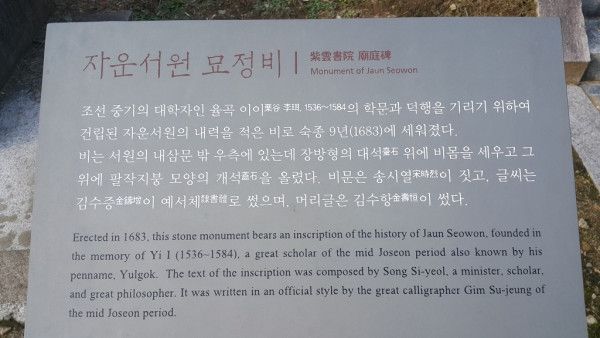 자운서원 묘정비 | 紫雲書院 廟庭碑
Monument of Jaun Seowon
조선 중기의 대학자인 율곡 이이栗谷 李珥, 1536~1584의 학문과 덕행을 기리기 위하여
건립된 자운서원의 내력을 적은 비로 숙종 9년(1683)에 세워졌다.
비는 서원의 내삼문 밖 우측에 있는데 장방형의 대석臺石 위에 비몸을 세우고 그
위에 팔작지붕 모양의 개석蓋石을 올렸다. 비문은 송시열宋時烈이 짓고, 글씨는
김수증金壽增이 예서체隸書體로 썼으며, 머리글은 김수항金壽恒이 썼다.
Erected in 1683, this stone monument bears an inscription of the history of Jaun Seowon, founded in
the memory of Yi I (1536~1584), a great scholar of the mid Joseon period also known by his
penname, Yulgok. The text of the inscription was composed by Song Si-yeol, a minister, scholar,
and great philosopher. It was written in an official style by the great calligrapher Gim Su-jeung of
the mid Joseon period.